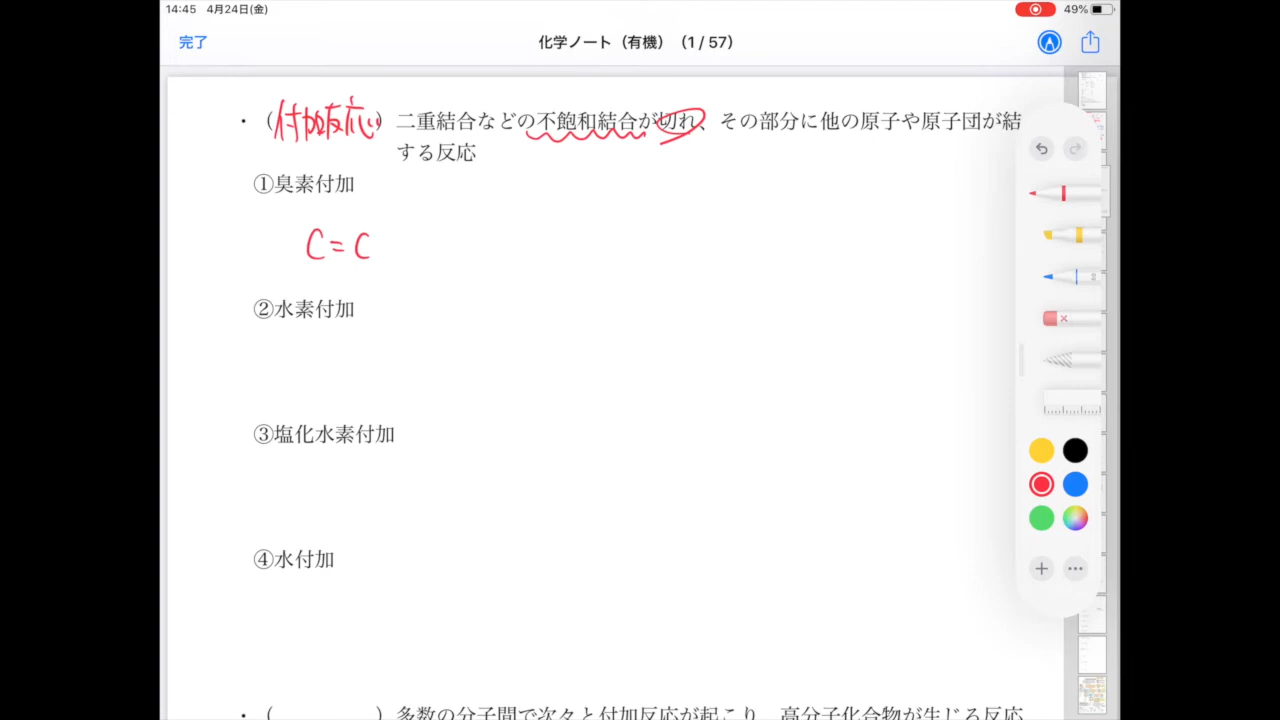 14:45 4月24日(金)
49%
完了
化学ノート（有機）（1 / 57）
・（付加反応）二重結合などの不飽和結合が切れ、その部分に他の原子や原子団が結
する反応
①臭素付加
C=C
②水素付加
③塩化水素付加
④水付加
・（ ）多数の分子間で次々と付加反応が起こり、高分子化合物が生じる反応